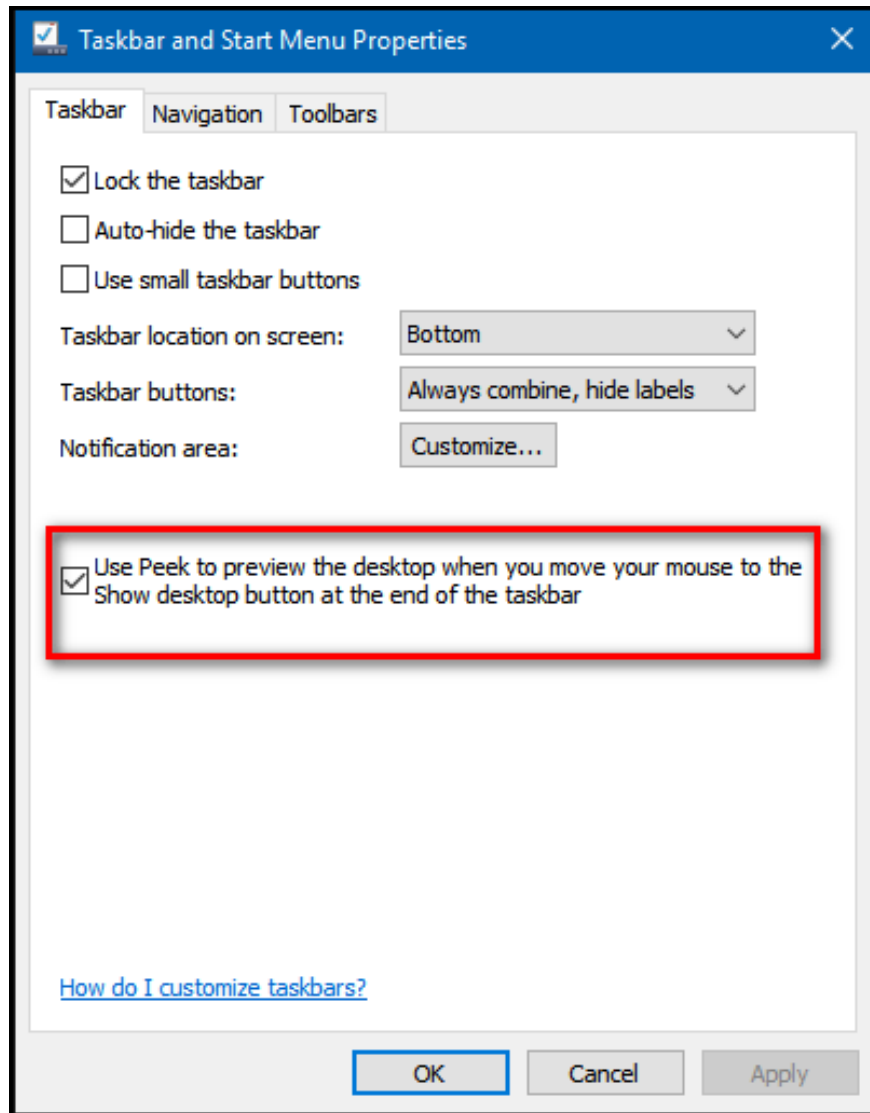 Taskbar and Start Menu Properties
Taskbar Navigation Toolbars
Lock the taskbar
Auto-hide the taskbar
Use small taskbar buttons
Taskbar location on screen: Bottom
Taskbar buttons: Always combine, hide labels
Notification area: Customize...
Use Peek to preview the desktop when you move your mouse to the
Show desktop button at the end of the taskbar
How do I customize taskbars?
OK Cancel Apply